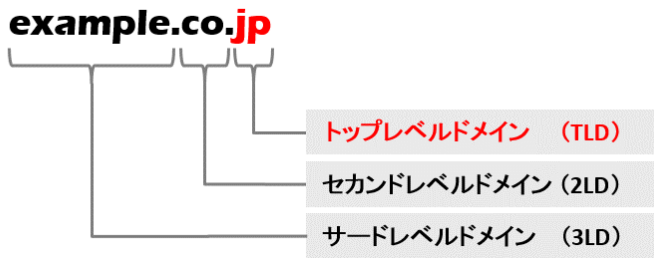 example.co.jp
トップレベルドメイン （TLD）
セカンドレベルドメイン（2LD）
サードレベルドメイン （3LD）